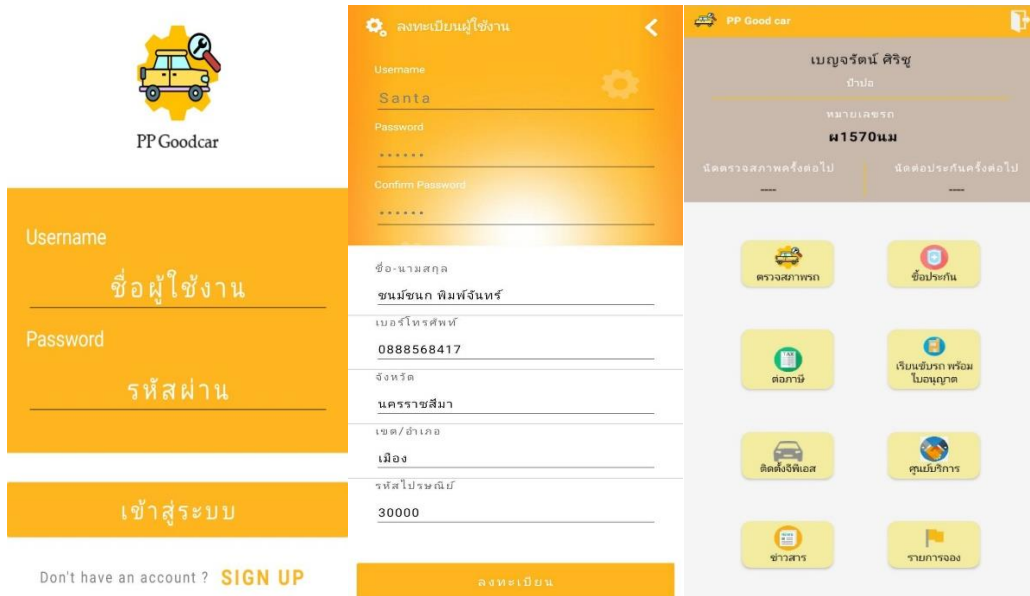 PP Goodcar
Username
ชื่อผู้ใช้งาน
Password
รหัสผ่าน
เข้าสู่ระบบ
Don't have an account ? SIGN UP
ลงทะเบียนผู้ใช้งาน
Username
Santa
Password
••••••
Confirm Password
••••••
ชื่อ-นามสกุล
ชนม์ชนก พิมพ์จันทร์
เบอร์โทรศัพท์
0888568417
จังหวัด
นครราชสีมา
เขต/อำเภอ
เมือง
รหัสไปรษณีย์
30000
ลงทะเบียน
PP Good car
เบญจรัตน์ ศิริชู
ป้าปอ
หมายเลขรถ
ผ1570นม
นัดตรวจสภาพครั้งต่อไป
----
นัดต่อประกันครั้งต่อไป
----
ตรวจสภาพรถ
ซื้อประกัน
TAX
ต่อภาษี
เรียนขับรถ พร้อม
ใบอนุญาต
ติดตั้งจีพีเอส
ศูนย์บริการ
NEWS
ข่าวสาร
รายการจอง